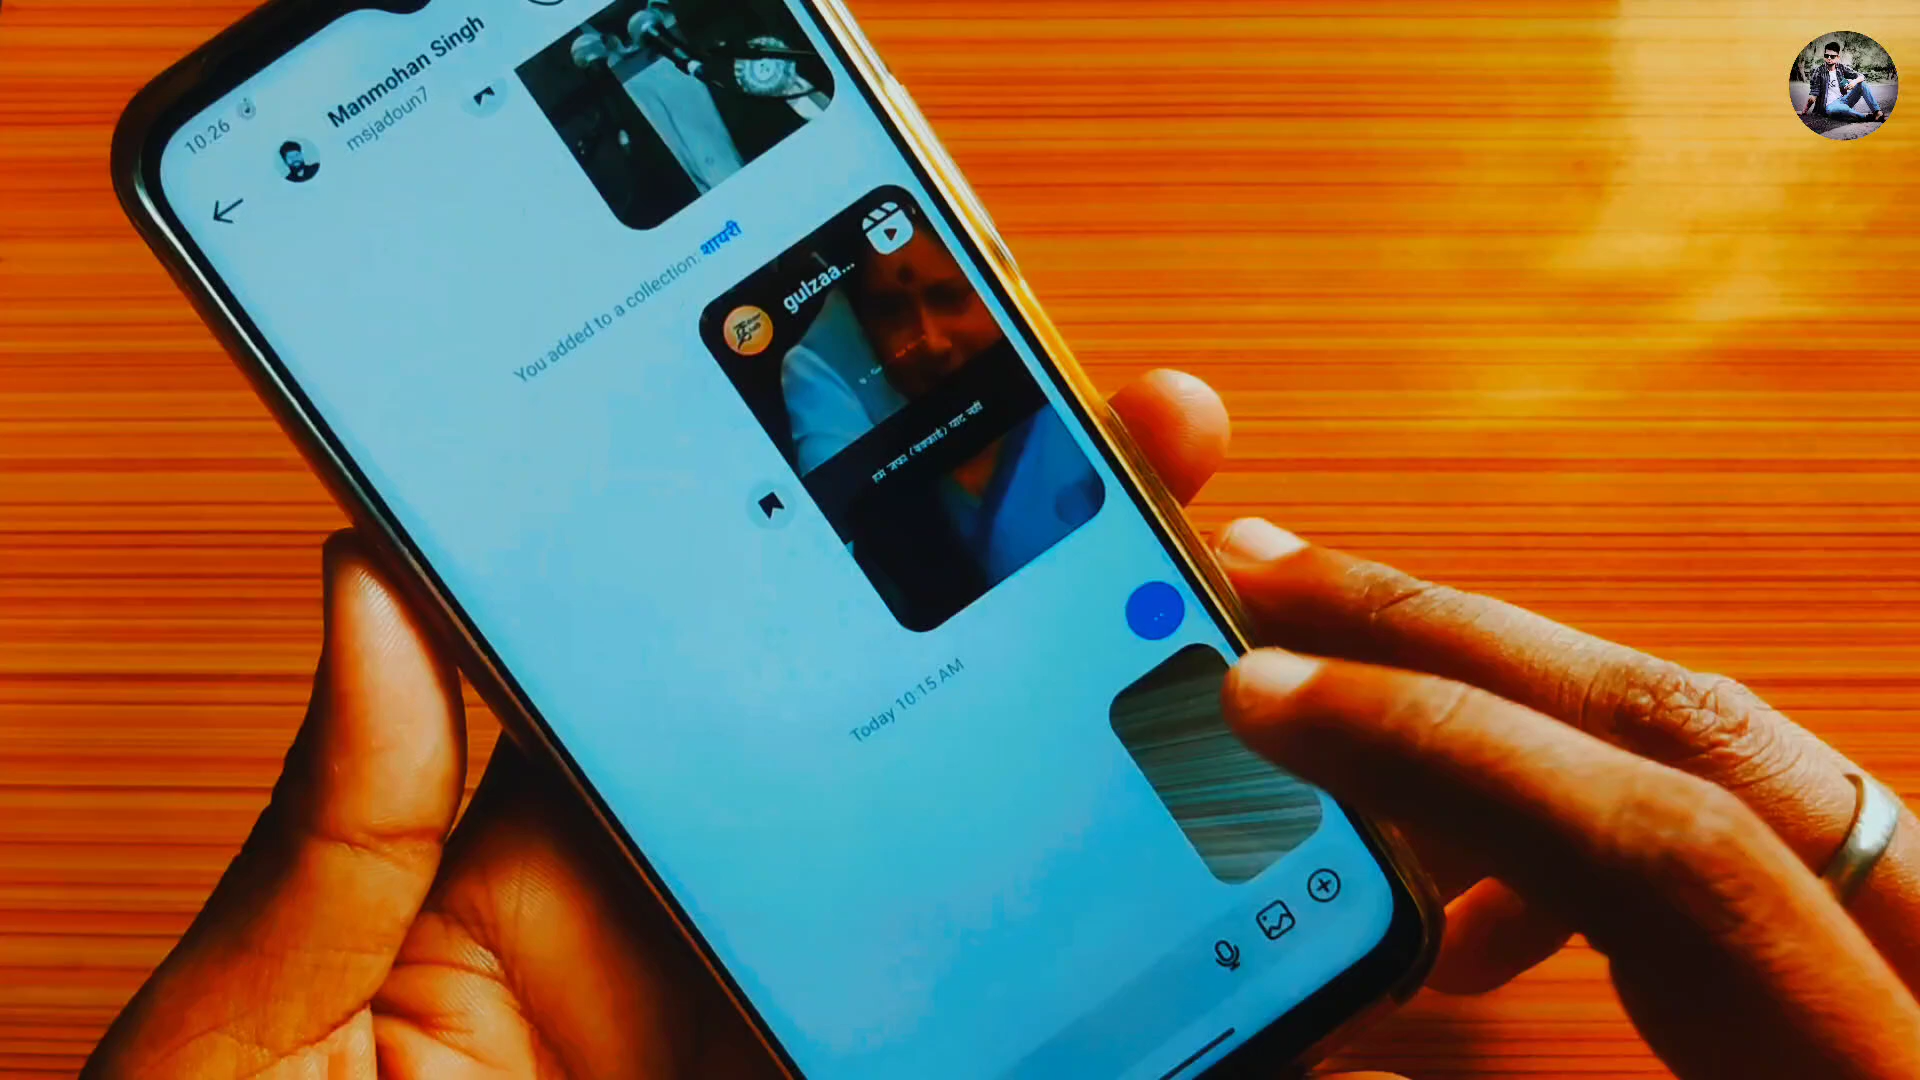 10:26
Manmohan Singh
msjadoun7
You added to a collection: शायरी
gulzaa...
Today 10:15 AM